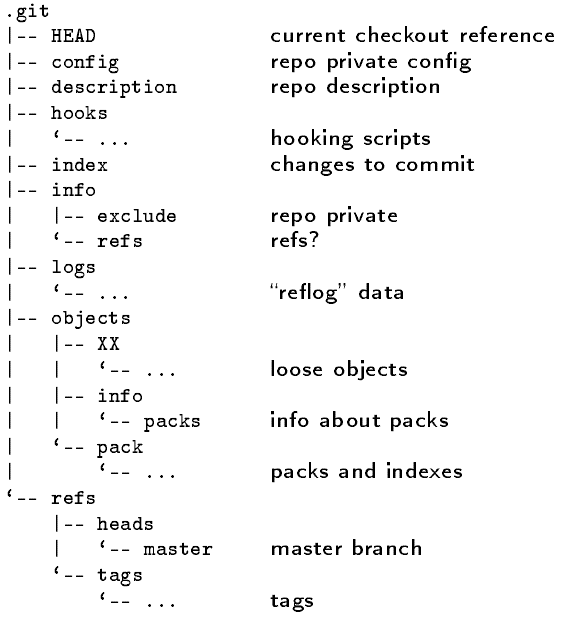 .git
|-- HEAD current checkout reference
|-- config repo private config
|-- description repo description
|-- hooks
|   ‘-- ... hooking scripts
|-- index changes to commit
|-- info
|   |-- exclude repo private
|   ‘-- refs refs?
|-- logs
|   ‘-- ... “reflog” data
|-- objects
|   |-- XX
|   |   ‘-- ... loose objects
|   |-- info
|   |   ‘-- packs info about packs
|   ‘-- pack
|       ‘-- ... packs and indexes
‘-- refs
    |-- heads
    |   ‘-- master master branch
    ‘-- tags
        ‘-- ... tags